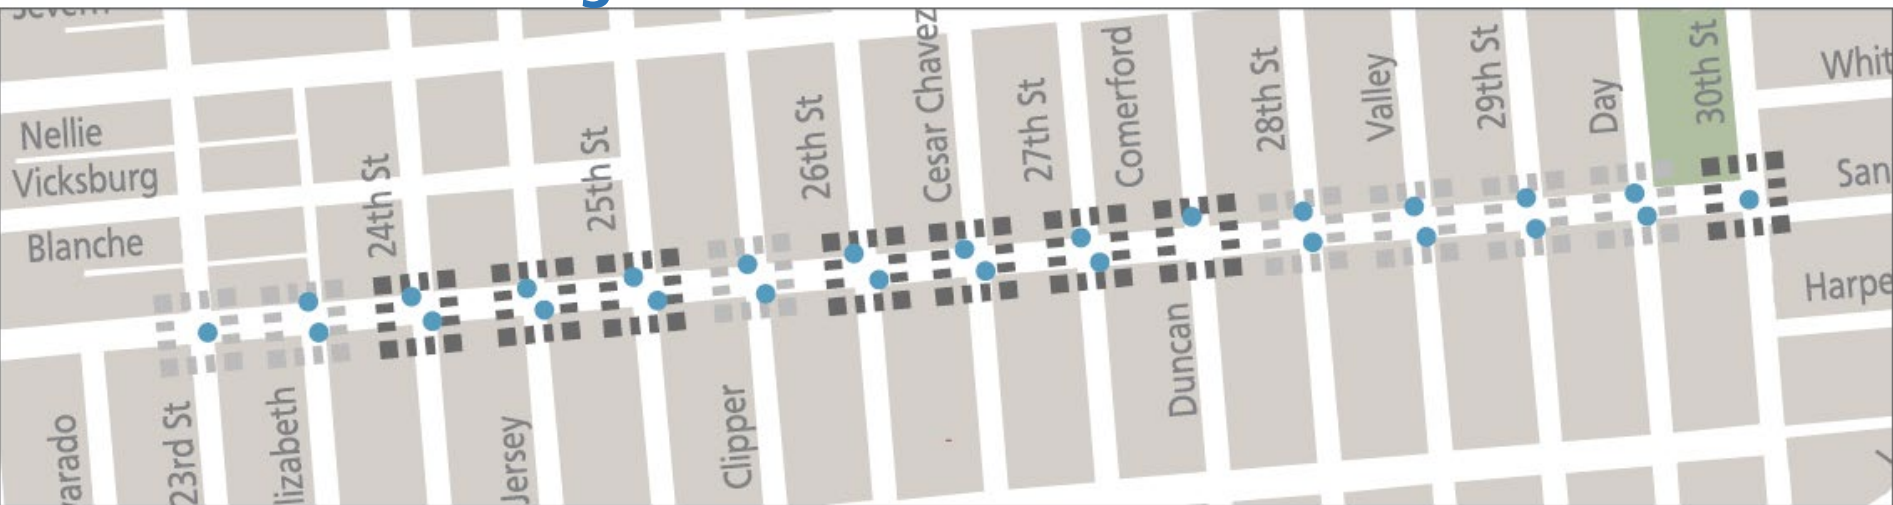 Nellie
Vicksburg
Blanche
24th St
25th St
26th St
Cesar Chavez
27th St
Comerford
28th St
Valley
29th St
Day
30th St
Whit
San
Harpe
varado
23rd St
lizabeth
Jersey
Clipper
Duncan